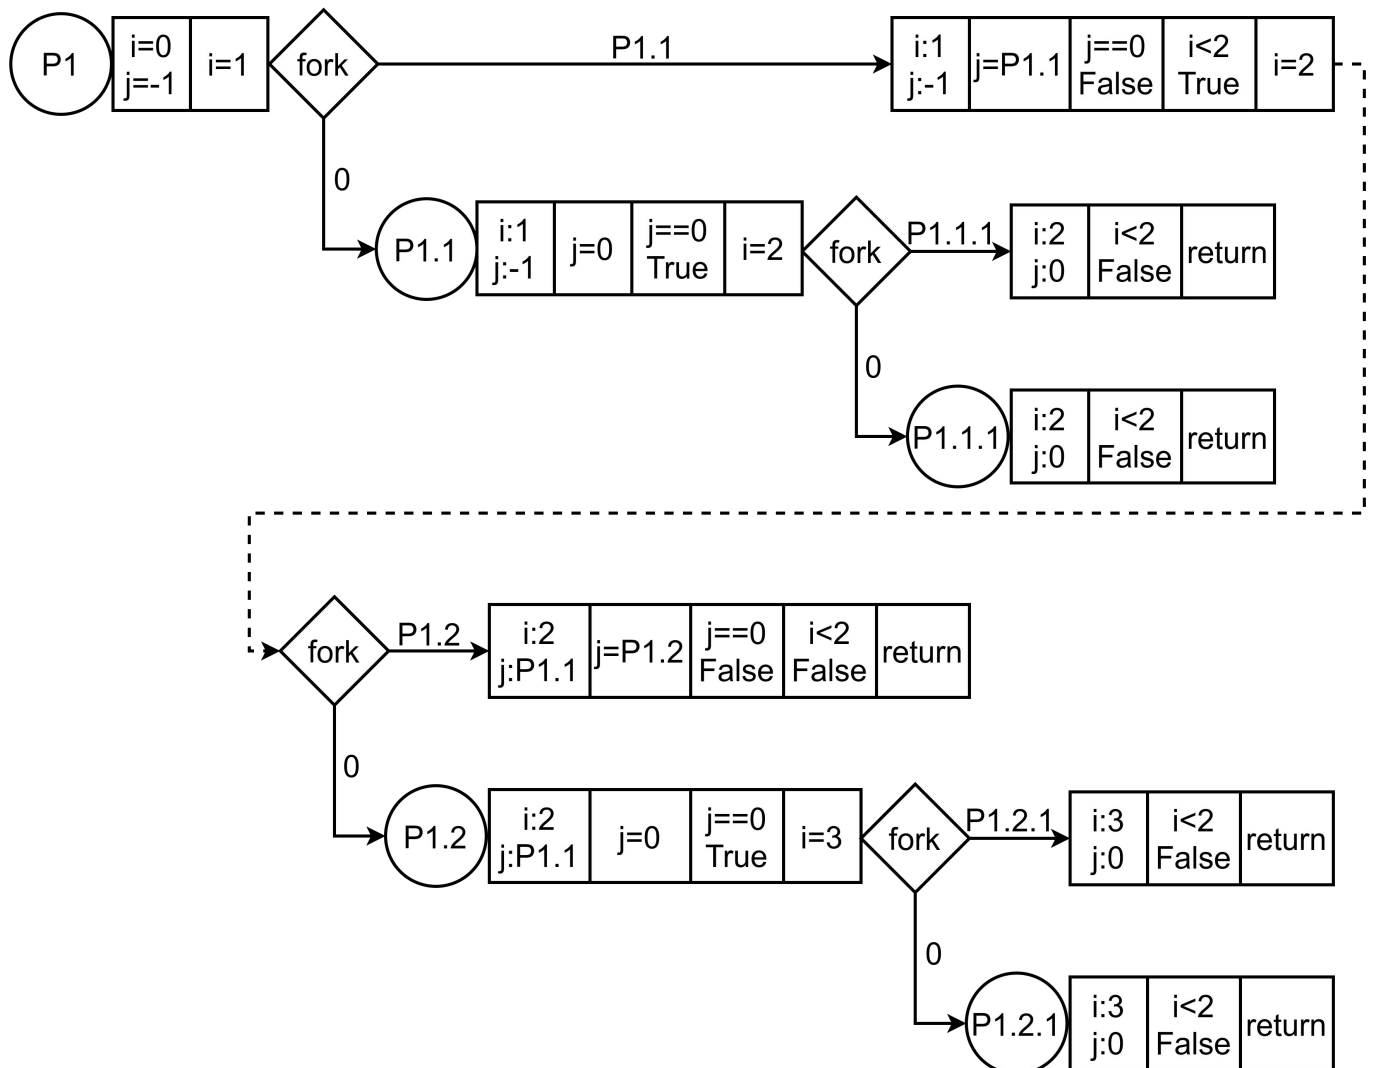 P1
i=0
j=-1
i=1
fork
P1.1
i:1
j:-1
j=P1.1
j==0
False
i<2
True
i=2
0
P1.1
i:1
j:-1
j=0
j==0
True
i=2
fork
P1.1.1
i:2
j:0
i<2
False
return
0
P1.1.1
i:2
j:0
i<2
False
return
fork
P1.2
i:2
j:P1.1
j=P1.2
j==0
False
i<2
False
return
0
P1.2
i:2
j:P1.1
j=0
j==0
True
i=3
fork
P1.2.1
i:3
j:0
i<2
False
return
0
P1.2.1
i:3
j:0
i<2
False
return